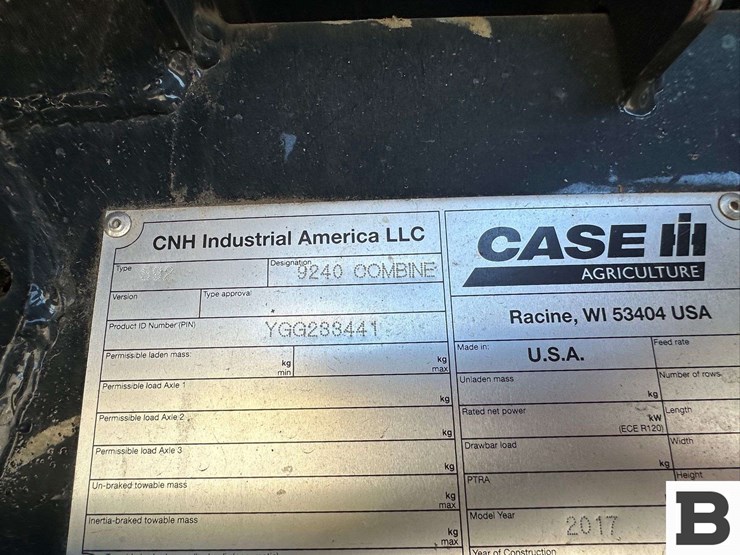 CNH Industrial America LLC
Type
Designation
9240 COMBINE
Version
Type approval
Product ID Number (PIN)
YGG233441
Permissible laden mass:
kg
min
kg
max
Permissible load Axle 1
kg
Permissible load Axle 2
kg
Permissible load Axle 3
kg
Un-braked towable mass
kg
max
Inertia-braked towable mass
kg
max
CASE IH
AGRICULTURE
Racine, WI 53404 USA
Made in:
U.S.A.
Feed rate
Unladen mass
kg
Number of rows
Rated net power
kW
(ECE R120)
Length
Drawbar load
kg
Width
PTRA
Height
Model Year
2017
Year of Construction
B